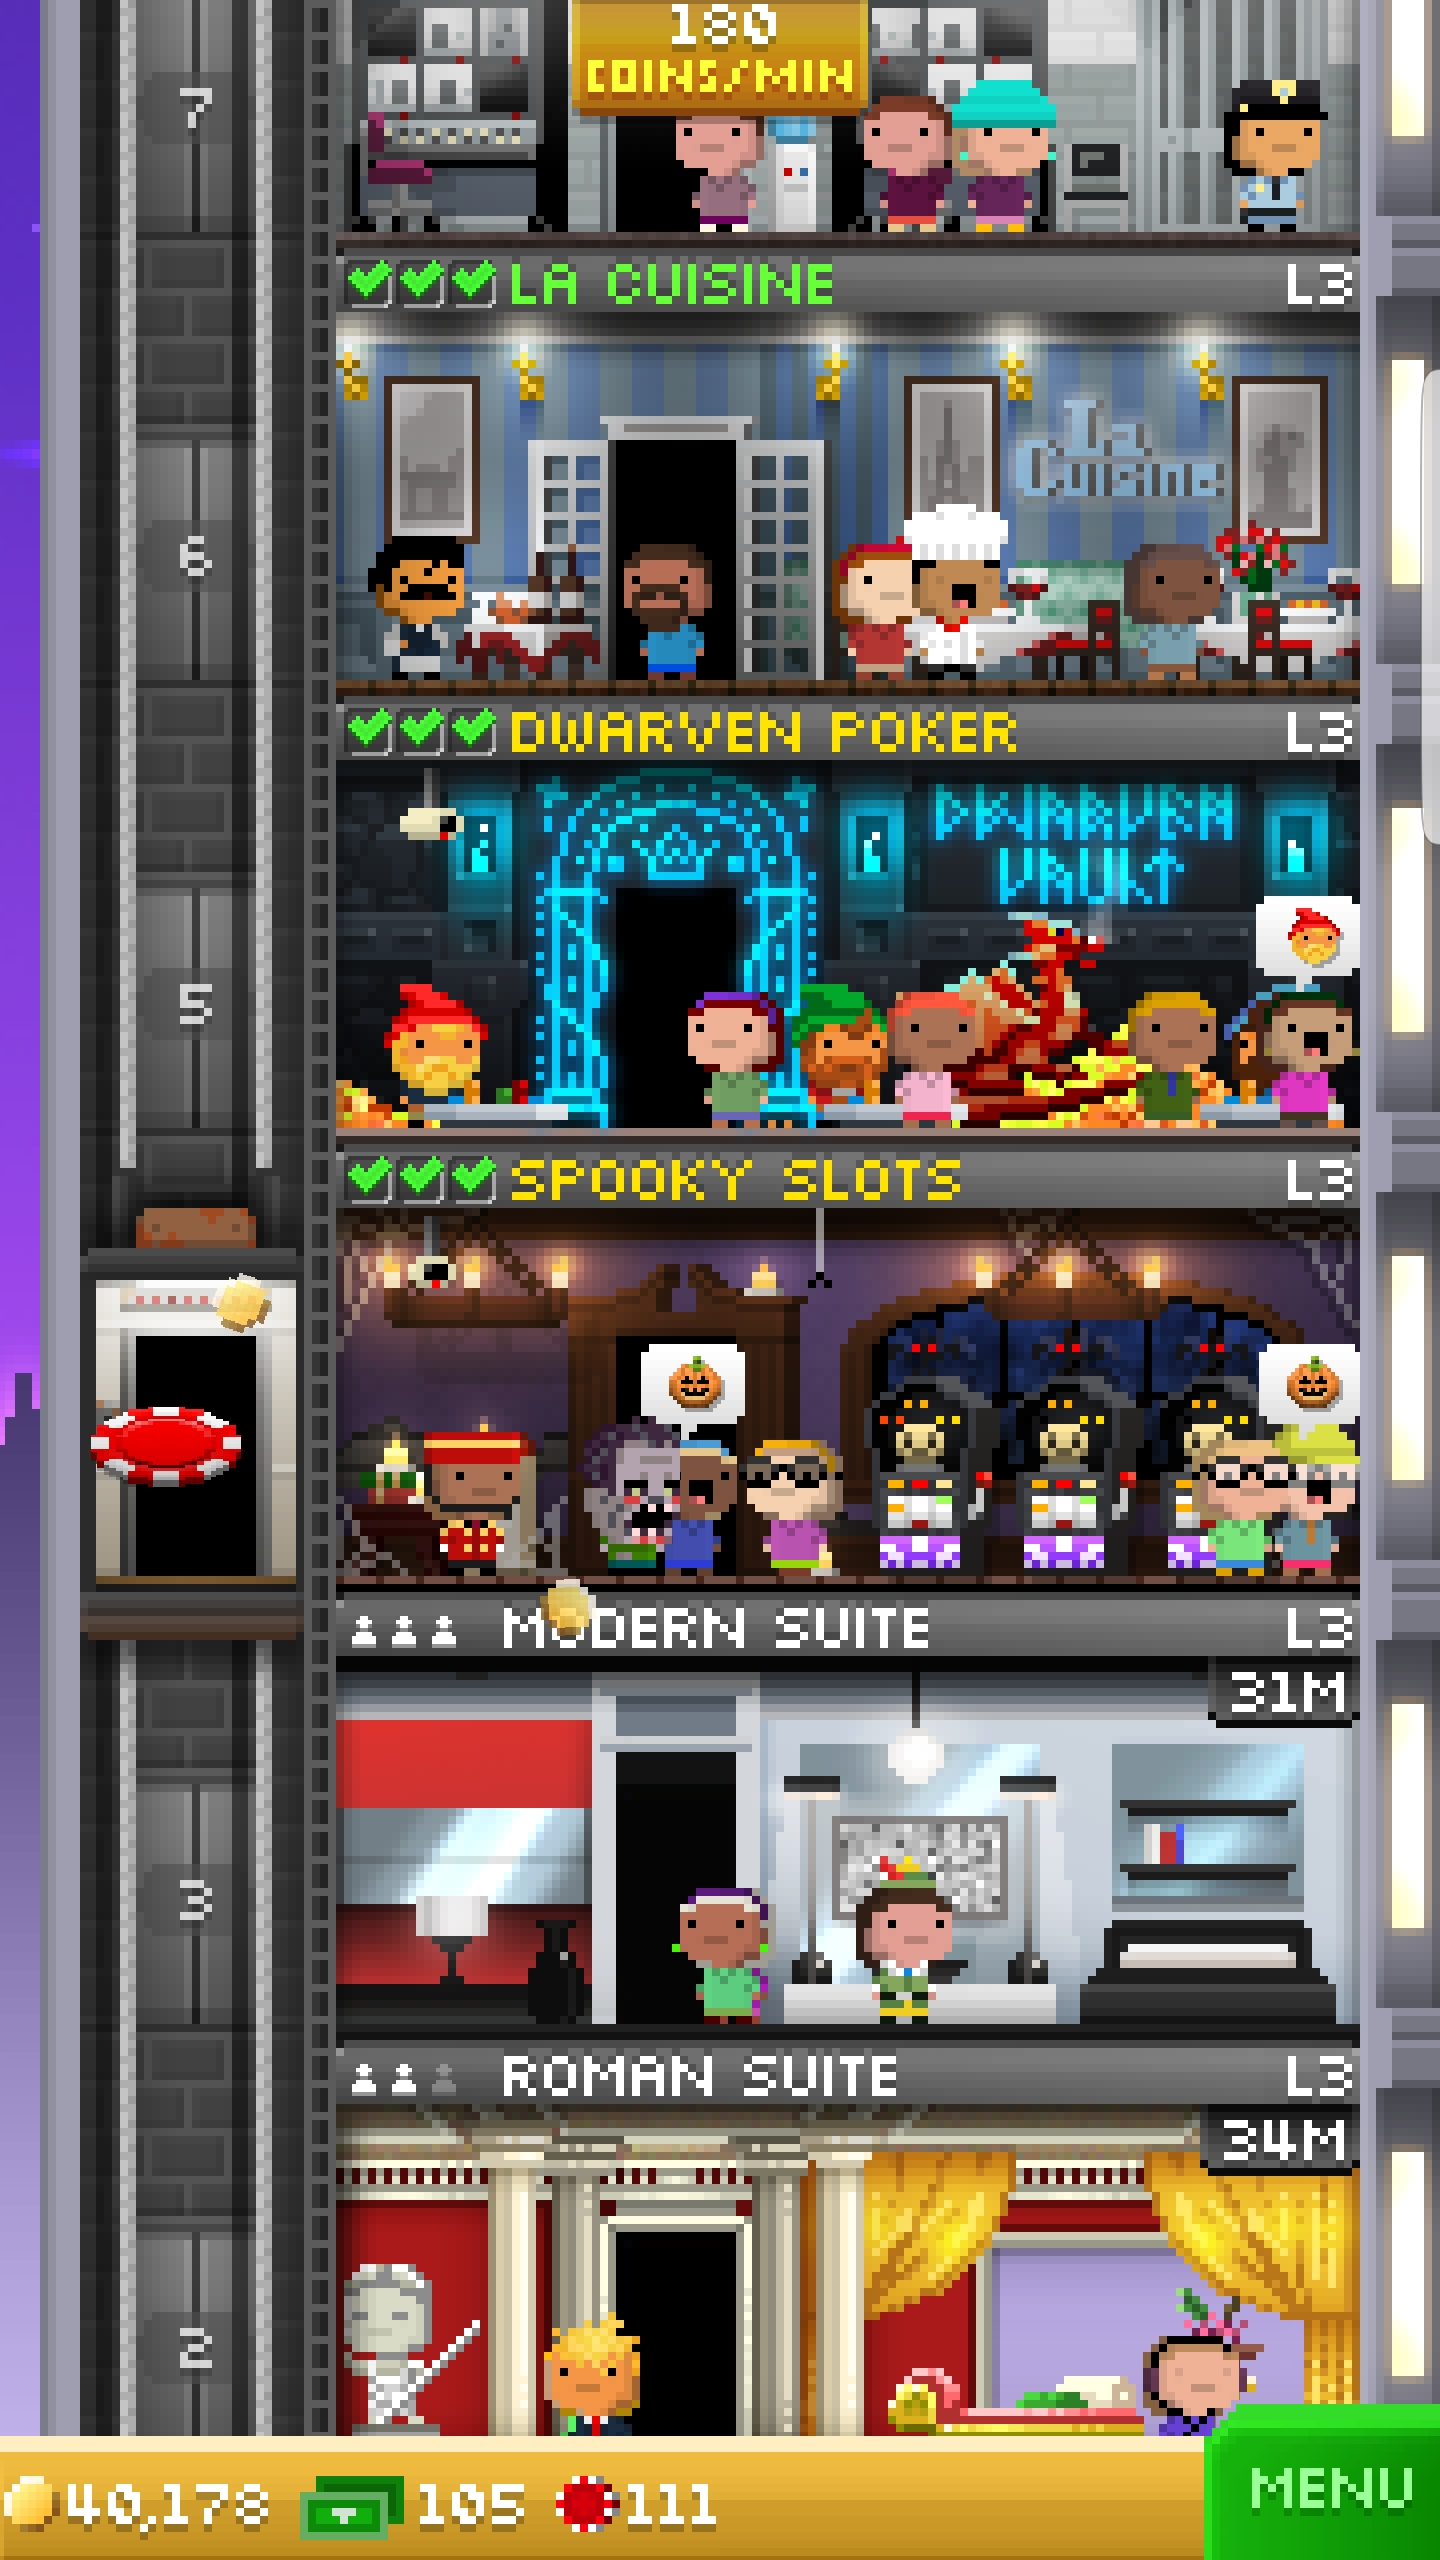 180
COINS/MIN
7
LA CUISINE L3
La
Cuisine
6
DWARVEN POKER L3
DWARVEN
VAULT
5
SPOOKY SLOTS L3
MODERN SUITE L3
31M
3
ROMAN SUITE L3
34M
2
40,178 105 111
MENU